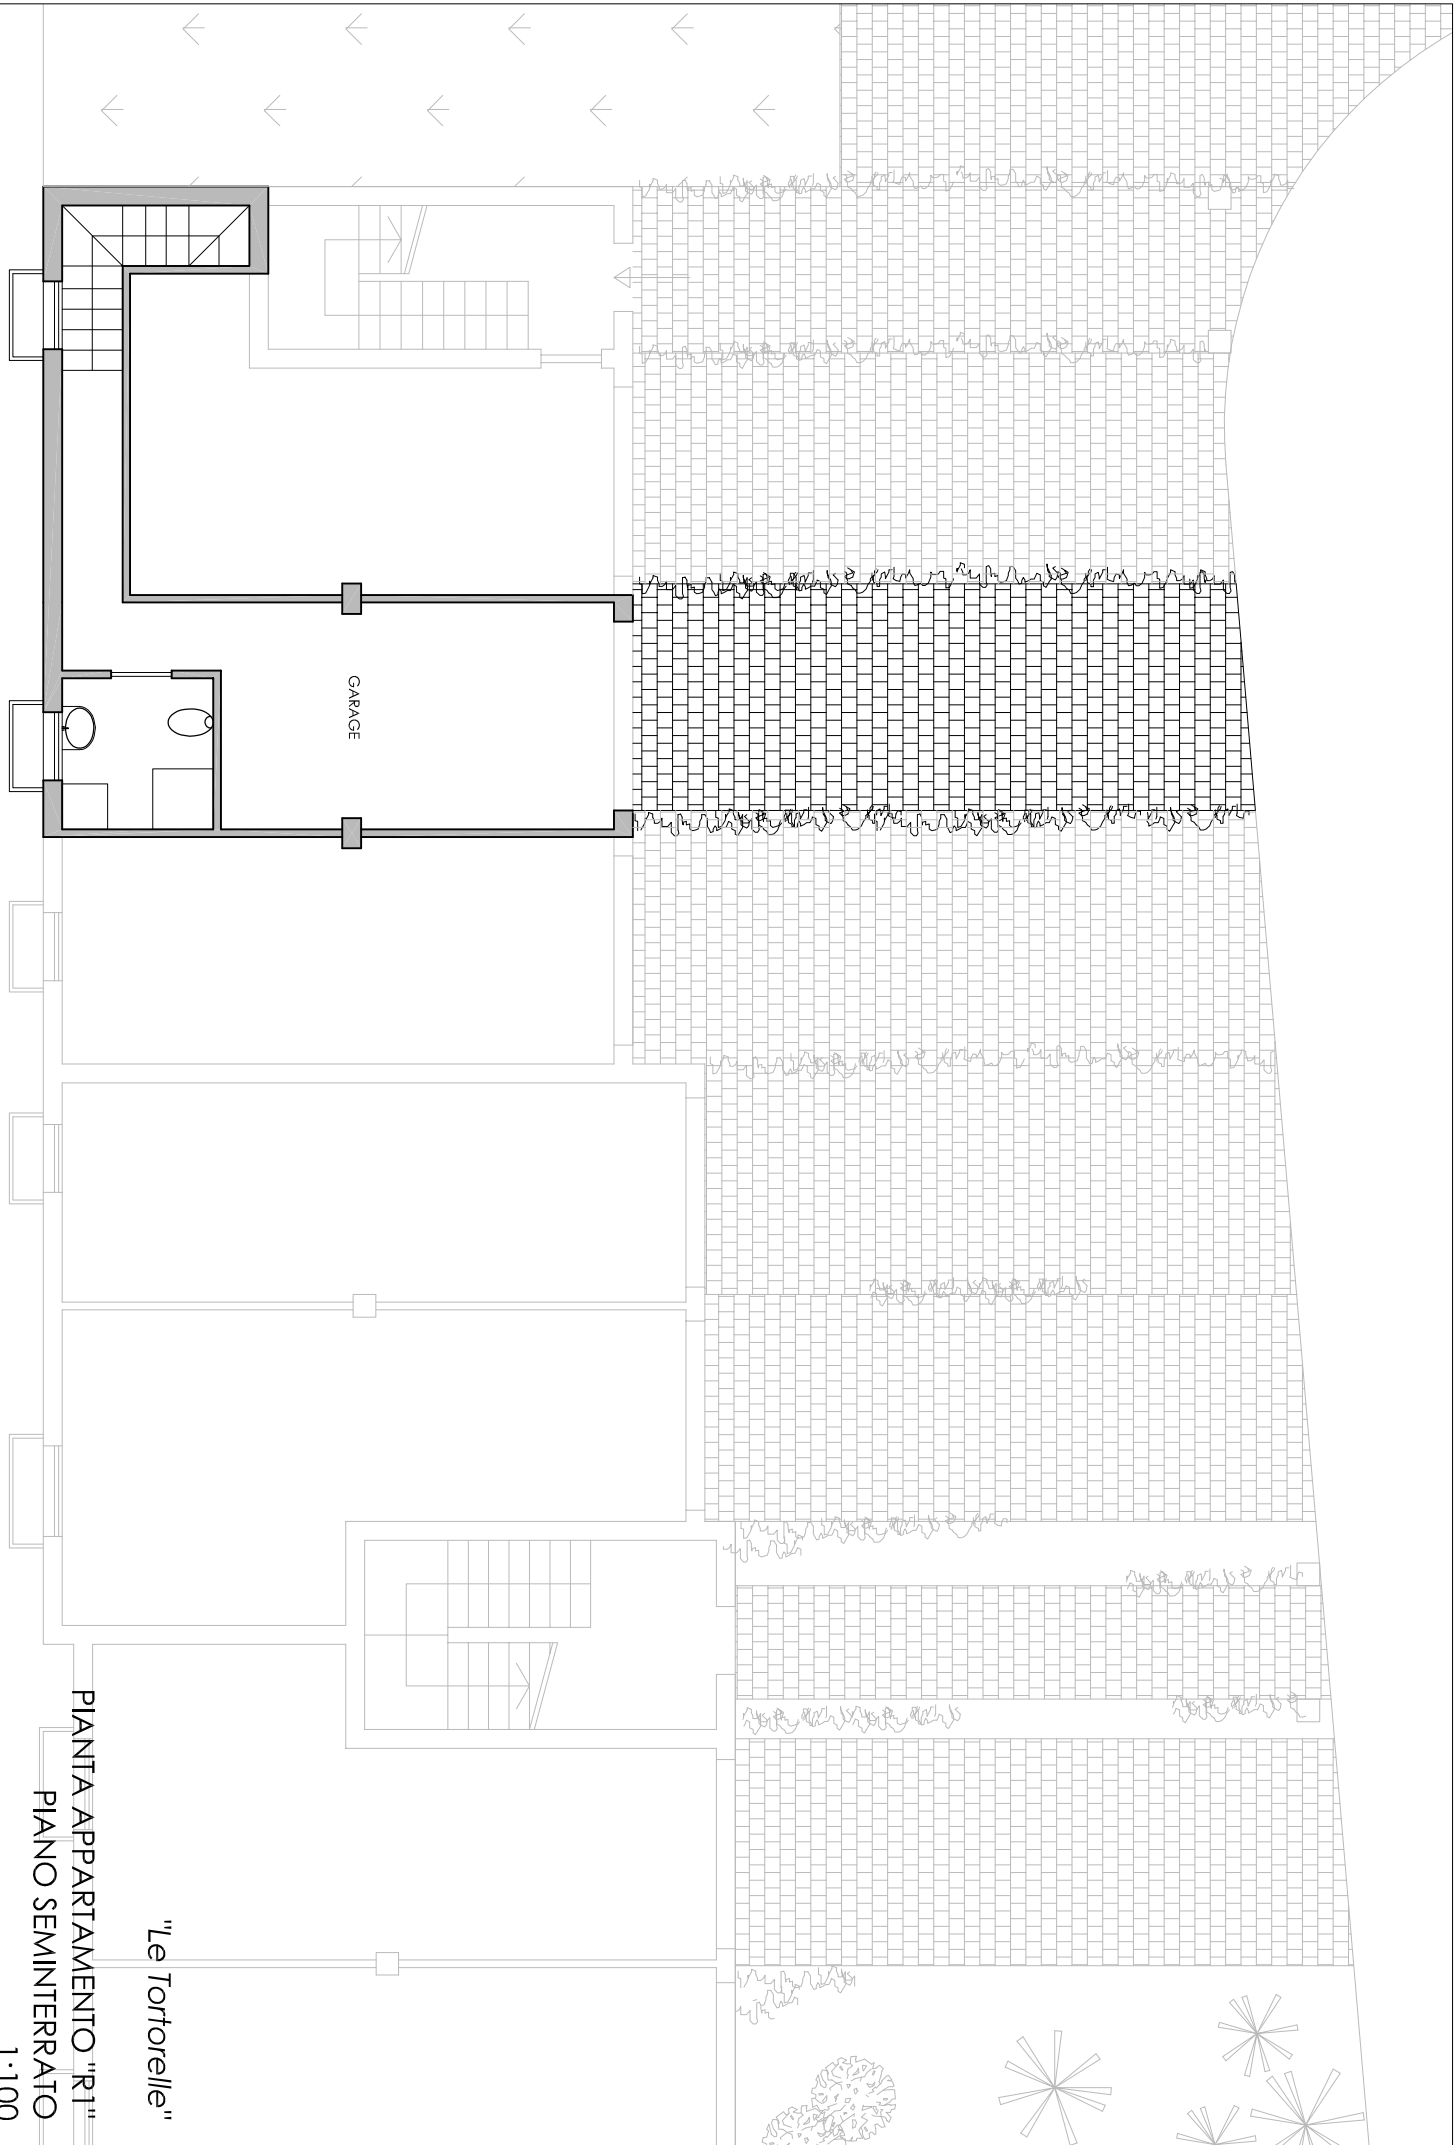 GARAGE
"Le Tortorelle"
PIANTA APPARTAMENTO "R1"
PIANO SEMINTERRATO
1:100